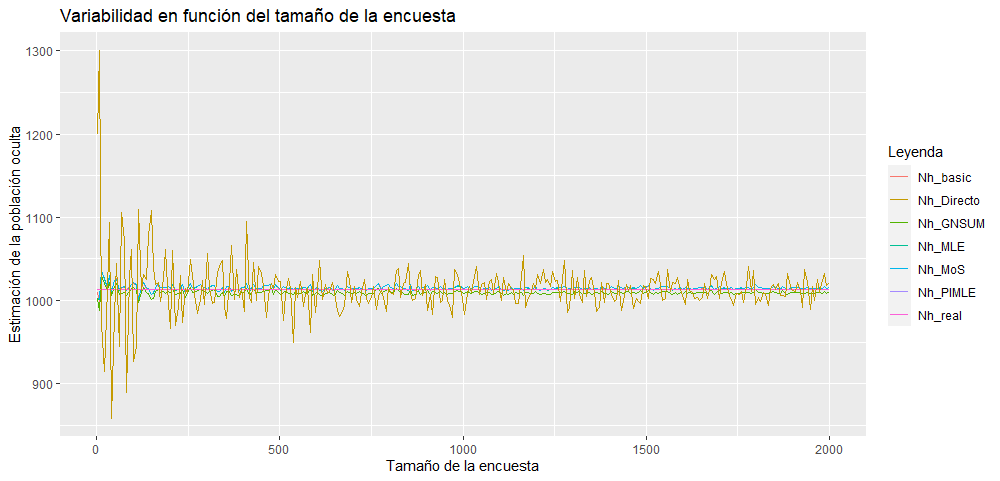 Variabilidad en función del tamaño de la encuesta
Estimación de la población oculta
1300
1200
1100
1000
900
0
500
1000
1500
2000
Tamaño de la encuesta
Leyenda
Nh_basic
Nh_Directo
Nh_GNSUM
Nh_MLE
Nh_MoS
Nh_PIMLE
Nh_real